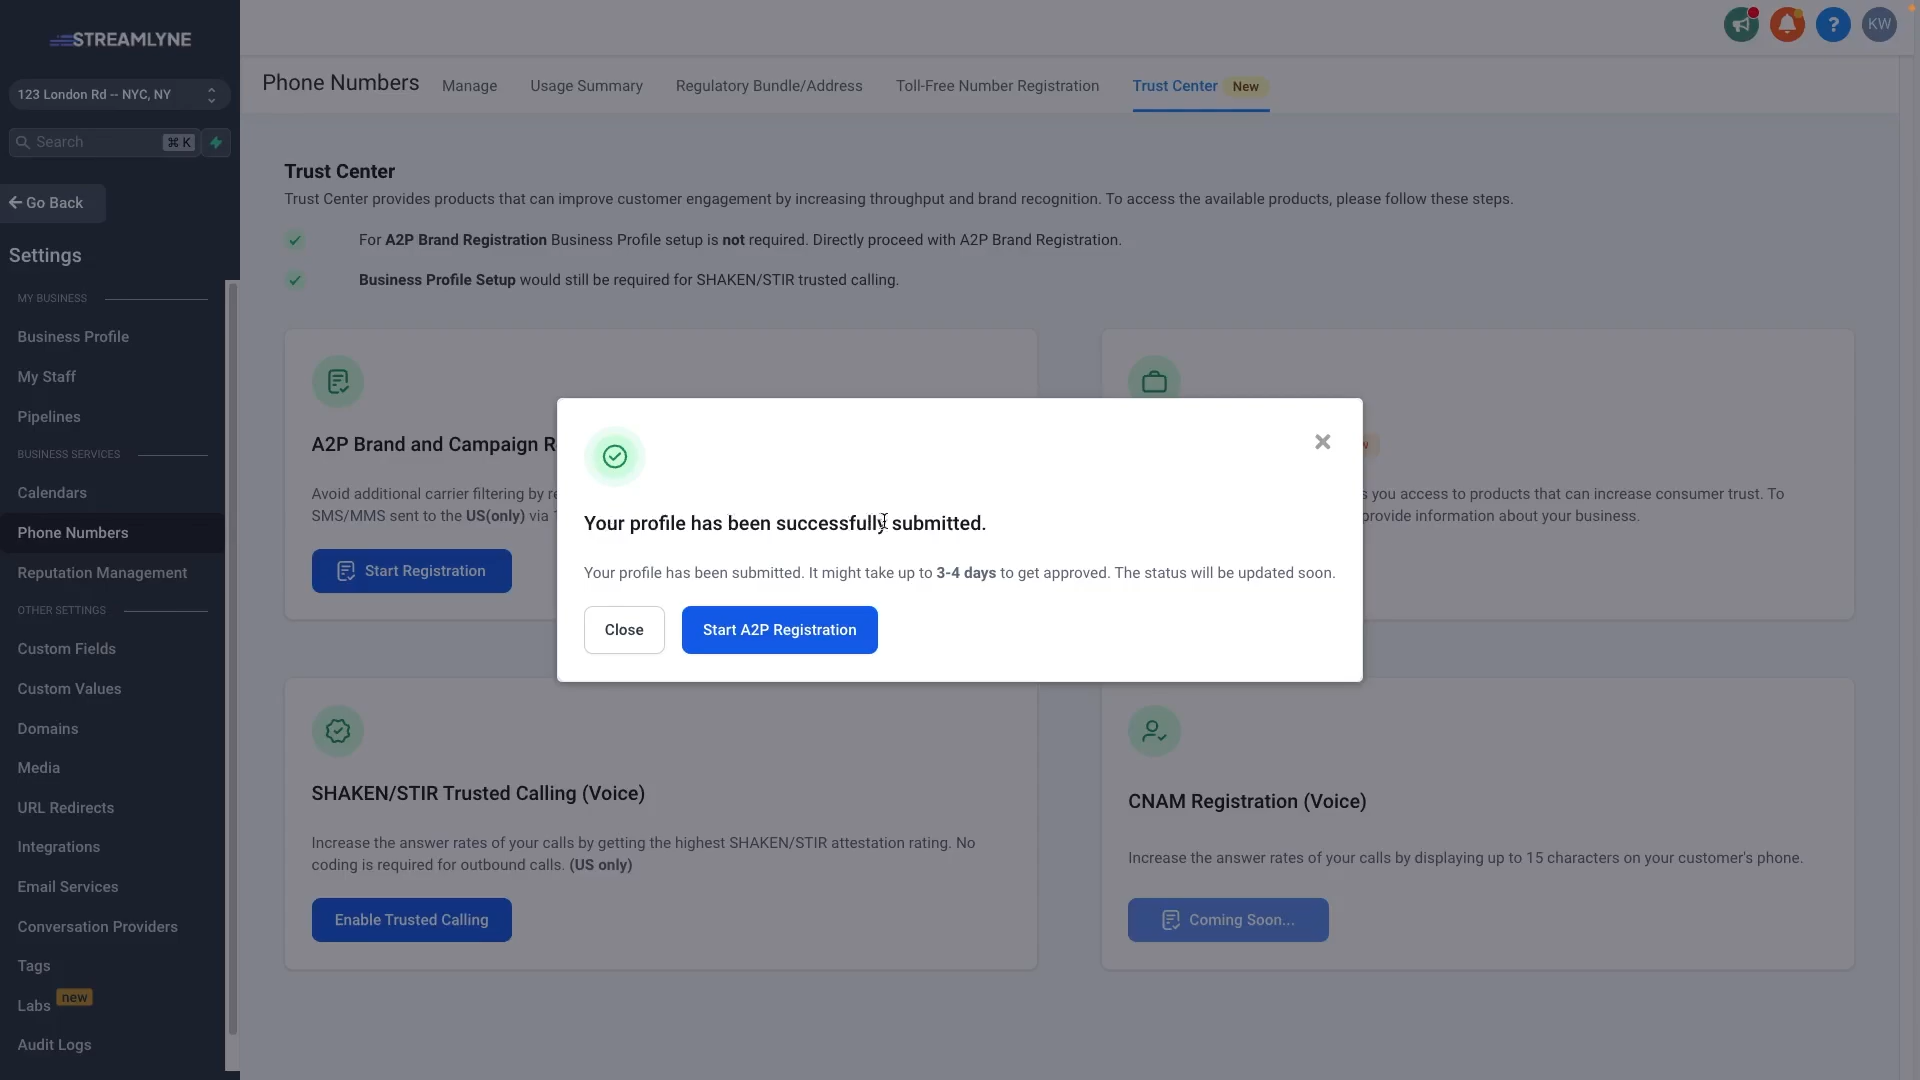 STREAMLYNE
123 London Rd -- NYC, NY
Search
⌘ K
Go Back
Settings
MY BUSINESS
Business Profile
My Staff
Pipelines
BUSINESS SERVICES
Calendars
Phone Numbers
Reputation Management
OTHER SETTINGS
Custom Fields
Custom Values
Domains
Media
URL Redirects
Integrations
Email Services
Conversation Providers
Tags
Labs new
Audit Logs
KW
Phone Numbers
Manage
Usage Summary
Regulatory Bundle/Address
Toll-Free Number Registration
Trust Center New
Trust Center
Trust Center provides products that can improve customer engagement by increasing throughput and brand recognition. To access the available products, please follow these steps.
For A2P Brand Registration Business Profile setup is not required. Directly proceed with A2P Brand Registration.
Business Profile Setup would still be required for SHAKEN/STIR trusted calling.
A2P Brand and Campaign R
Avoid additional carrier filtering by re
SMS/MMS sent to the US(only) via
Start Registration
you access to products that can increase consumer trust. To
provide information about your business.
Your profile has been successfully submitted.
Your profile has been submitted. It might take up to 3-4 days to get approved. The status will be updated soon.
Close
Start A2P Registration
SHAKEN/STIR Trusted Calling (Voice)
Increase the answer rates of your calls by getting the highest SHAKEN/STIR attestation rating. No
coding is required for outbound calls. (US only)
Enable Trusted Calling
CNAM Registration (Voice)
Increase the answer rates of your calls by displaying up to 15 characters on your customer's phone.
Coming Soon...